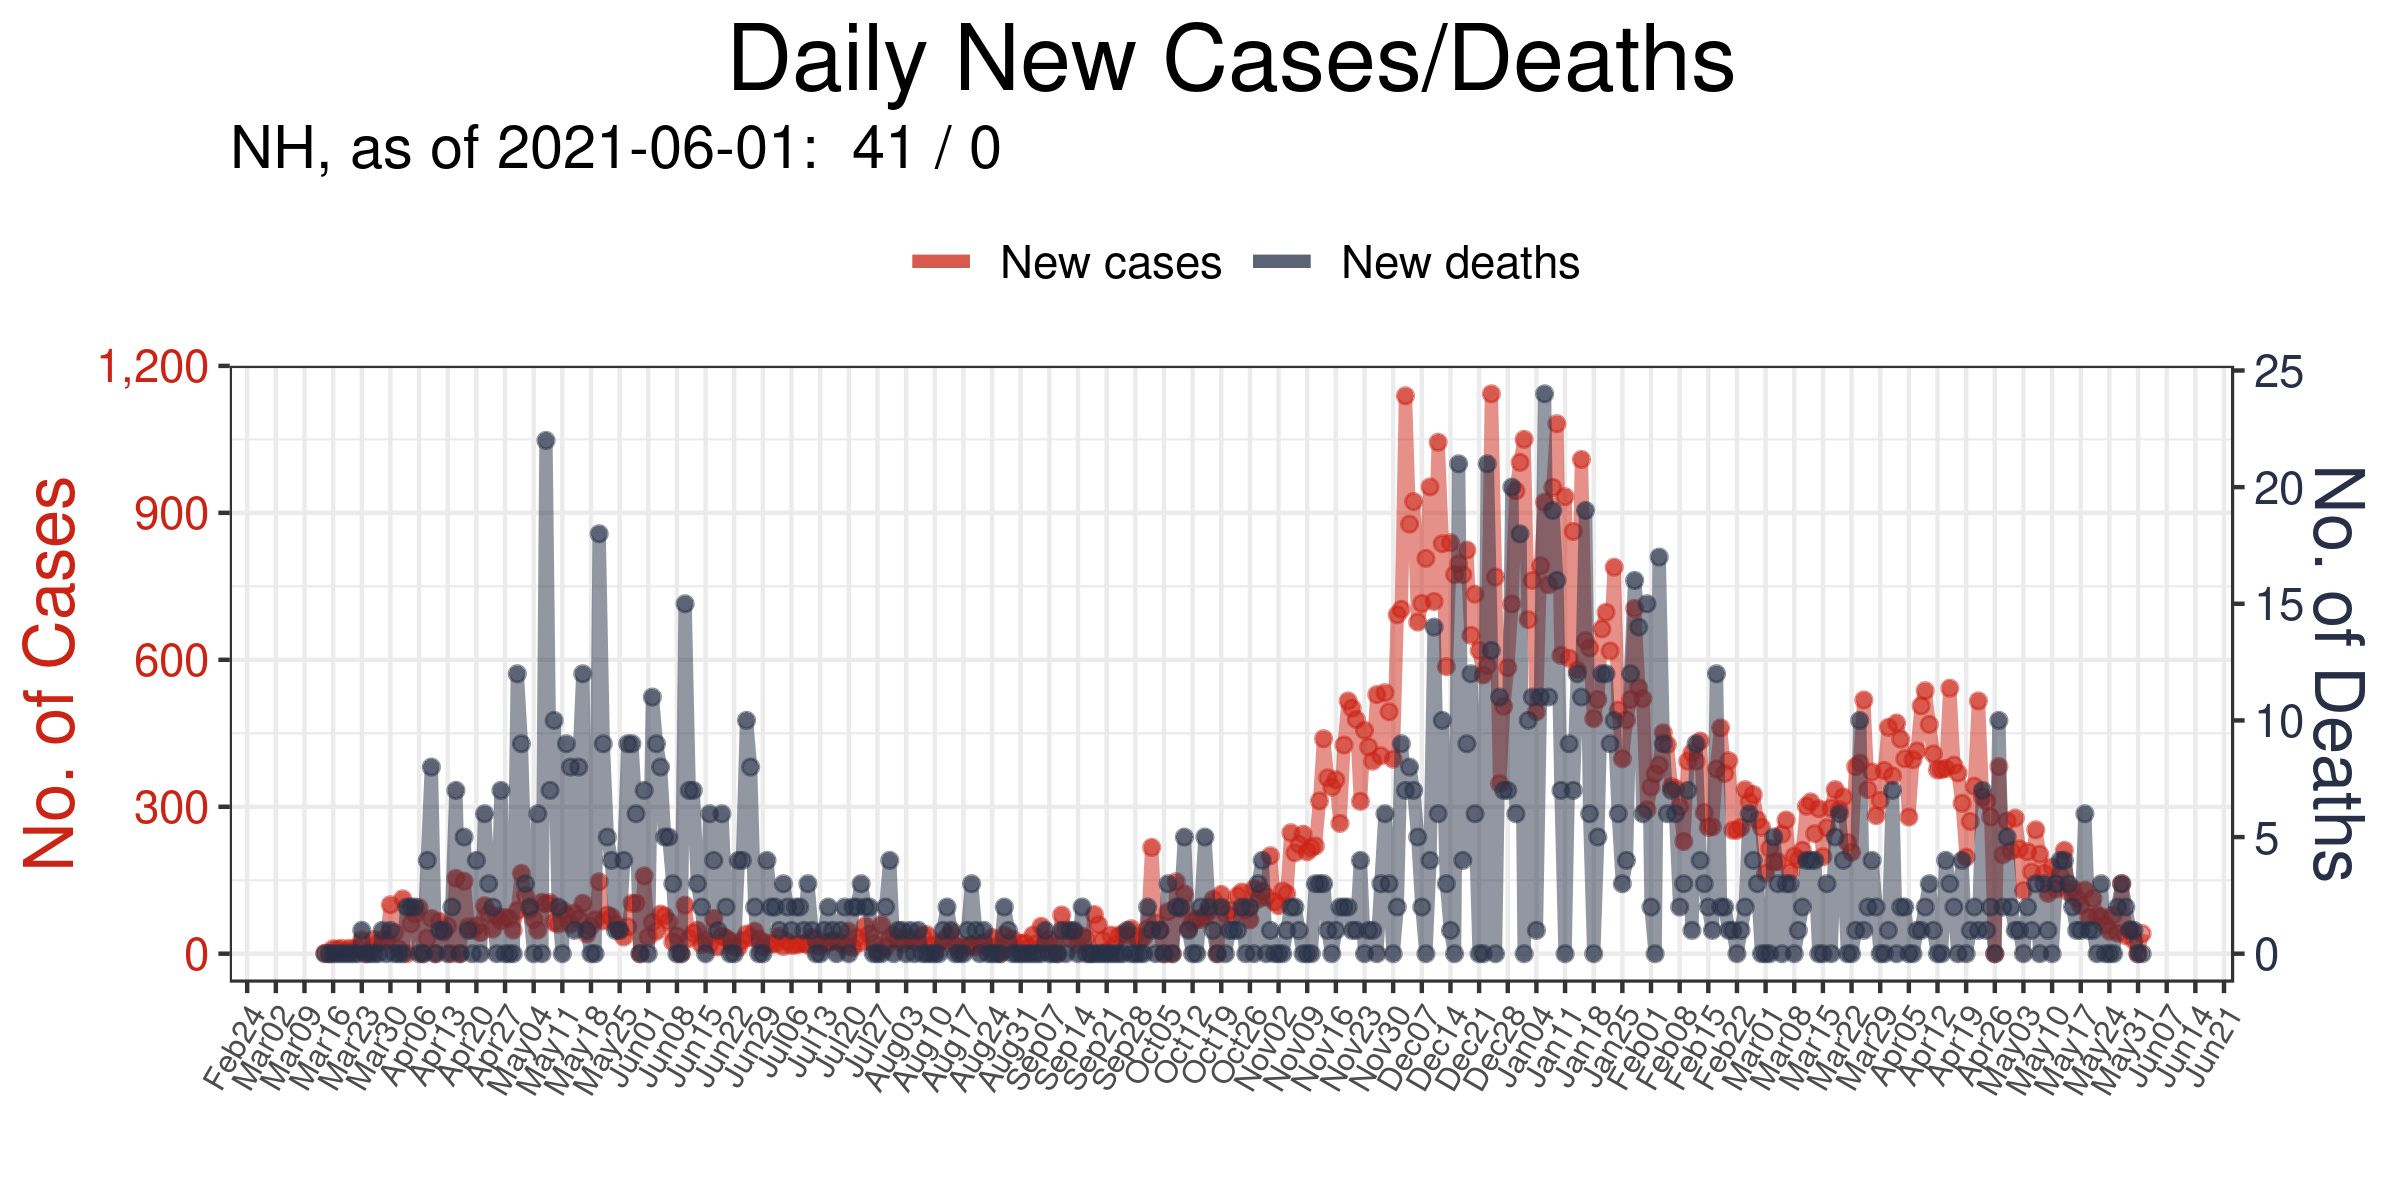 Daily New Cases/Deaths
NH, as of 2021-06-01:  41 / 0
New cases
New deaths
No. of Cases
1,200
900
600
300
0
25
20
15
10
5
0
No. of Deaths
Feb24
Mar02
Mar09
Mar16
Mar23
Mar30
Apr06
Apr13
Apr20
Apr27
May04
May11
May18
May25
Jun01
Jun08
Jun15
Jun22
Jun29
Jul06
Jul13
Jul20
Jul27
Aug03
Aug10
Aug17
Aug24
Aug31
Sep07
Sep14
Sep21
Sep28
Oct05
Oct12
Oct19
Oct26
Nov02
Nov09
Nov16
Nov23
Nov30
Dec07
Dec14
Dec21
Dec28
Jan04
Jan11
Jan18
Jan25
Feb01
Feb08
Feb15
Feb22
Mar01
Mar08
Mar15
Mar22
Mar29
Apr05
Apr12
Apr19
Apr26
May03
May10
May17
May24
May31
Jun07
Jun14
Jun21